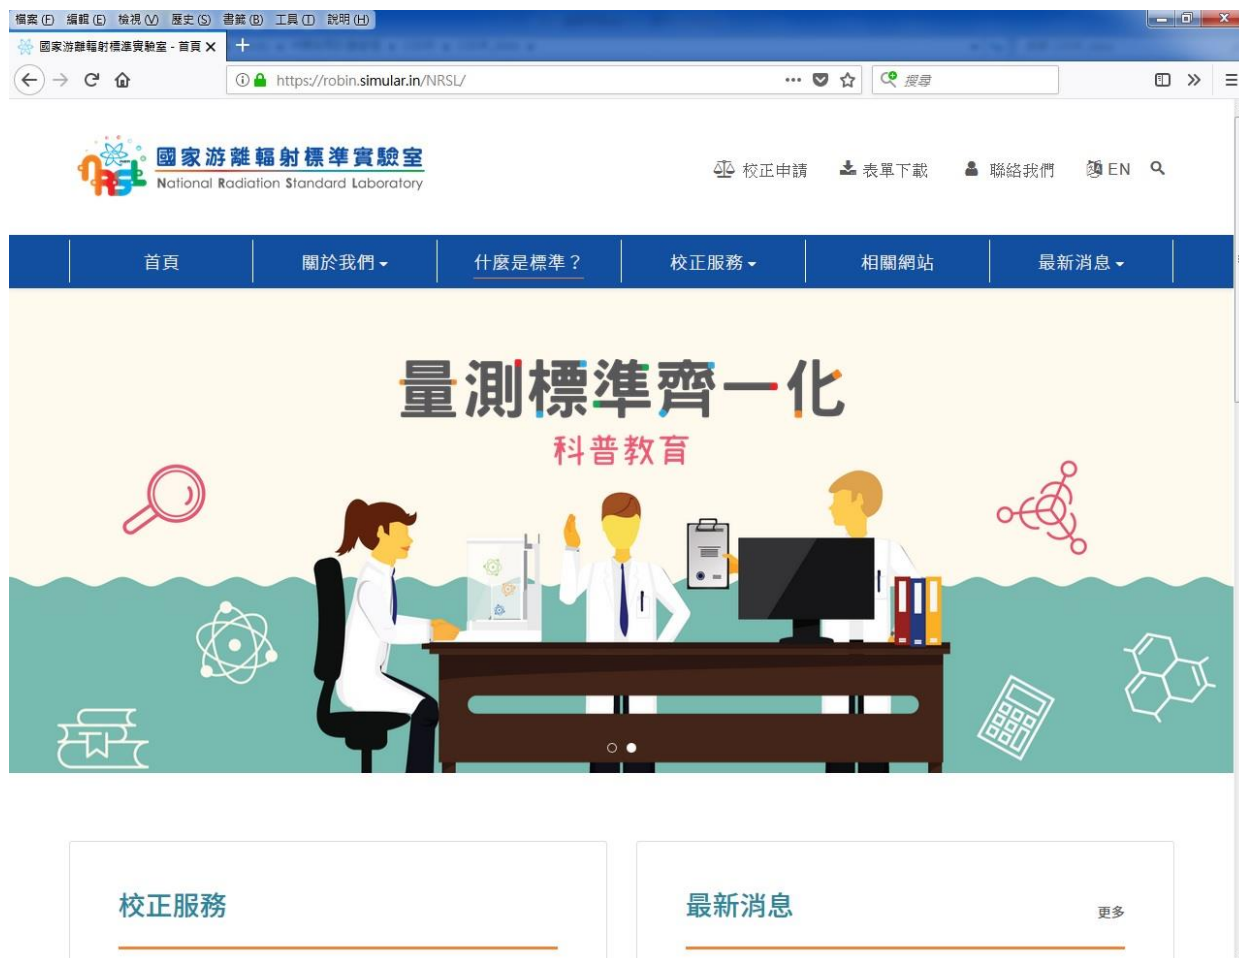 檔案(F) 編輯(E) 檢視(V) 歷史(S) 書籤(B) 工具(T) 說明(H)
國家游離輻射標準實驗室 - 首頁
https://robin.simular.in/NRSL/
搜尋
nrsl
國家游離輻射標準實驗室
National Radiation Standard Laboratory
校正申請 表單下載 聯絡我們 EN
首頁 關於我們 什麼是標準？ 校正服務 相關網站 最新消息
量測標準齊一化
科普教育
校正服務
最新消息 更多